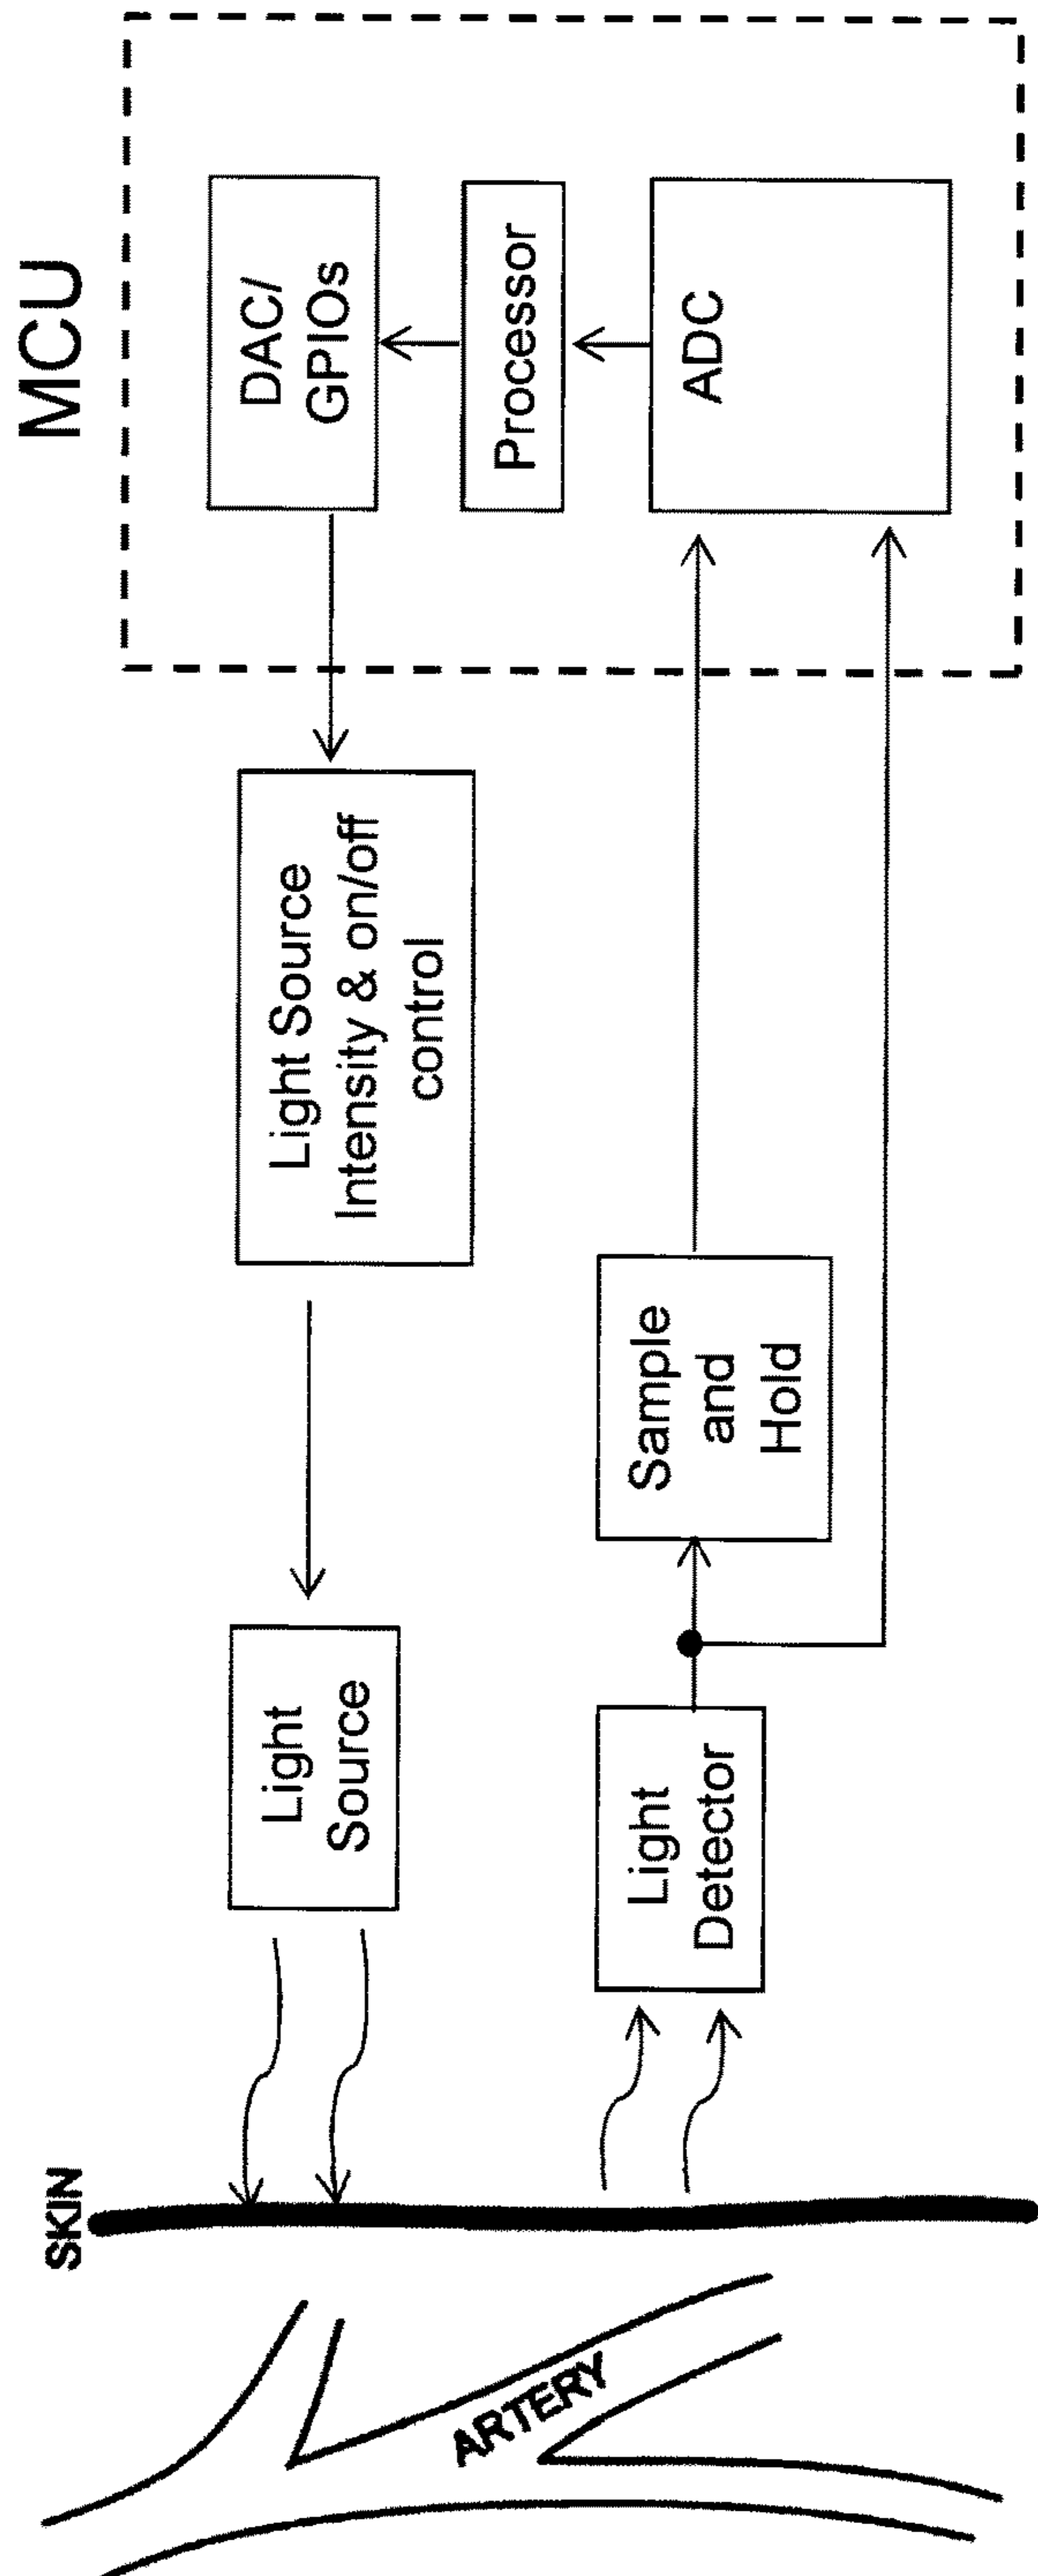 MCU
DAC/
GPIOs
Processor
ADC
Light Source
Intensity & on/off
control
Light
Source
Sample
and
Hold
Light
Detector
SKIN
ARTERY